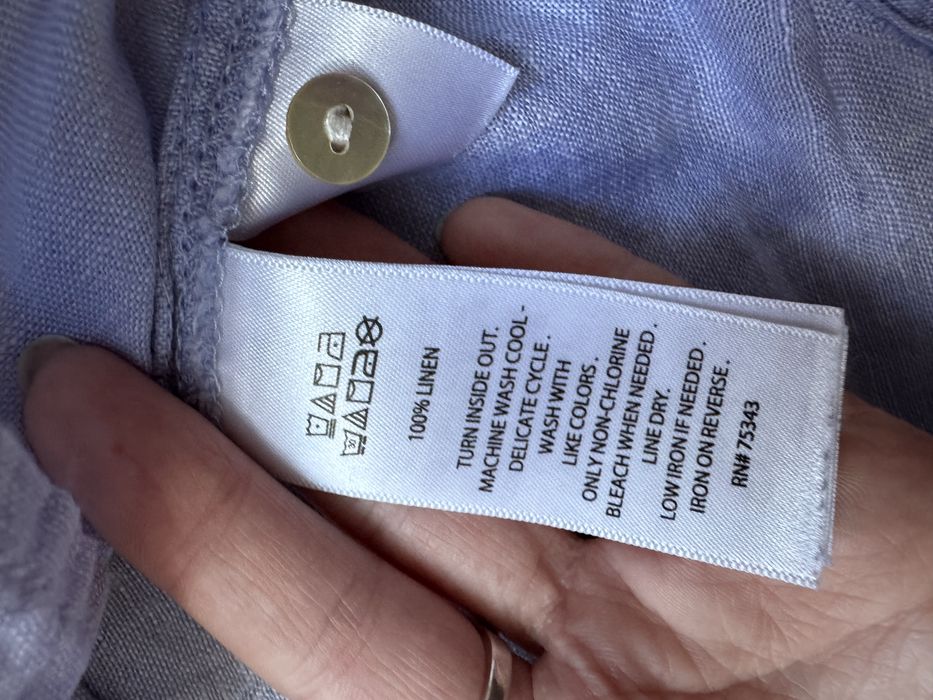 100% LINEN
TURN INSIDE OUT.
MACHINE WASH COOL -
DELICATE CYCLE.
WASH WITH
LIKE COLORS.
ONLY NON-CHLORINE
BLEACH WHEN NEEDED.
LINE DRY.
LOW IRON IF NEEDED.
IRON ON REVERSE.
RN# 75343